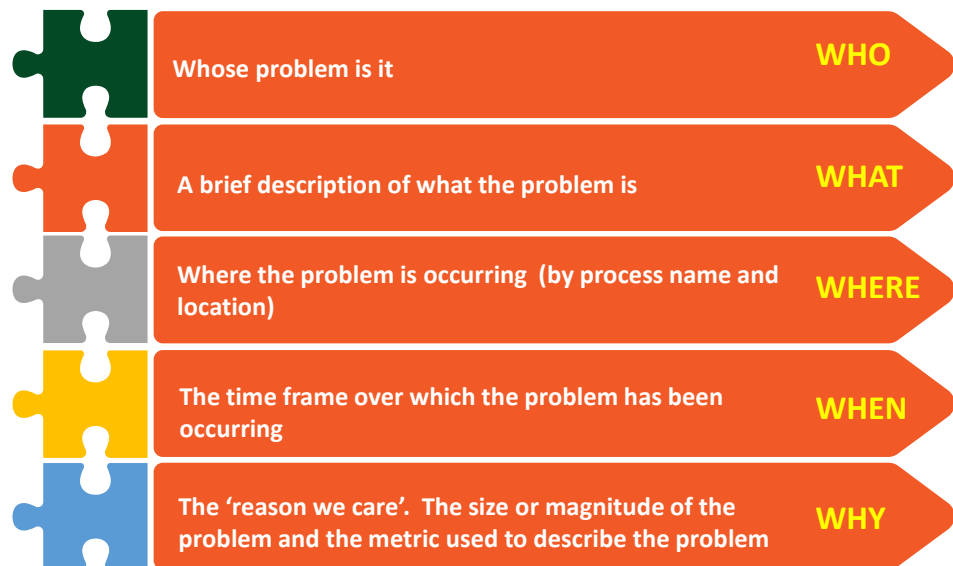 Whose problem is it
WHO
A brief description of what the problem is
WHAT
Where the problem is occurring  (by process name and
location)
WHERE
The time frame over which the problem has been
occurring
WHEN
The ‘reason we care’.  The size or magnitude of the
problem and the metric used to describe the problem
WHY